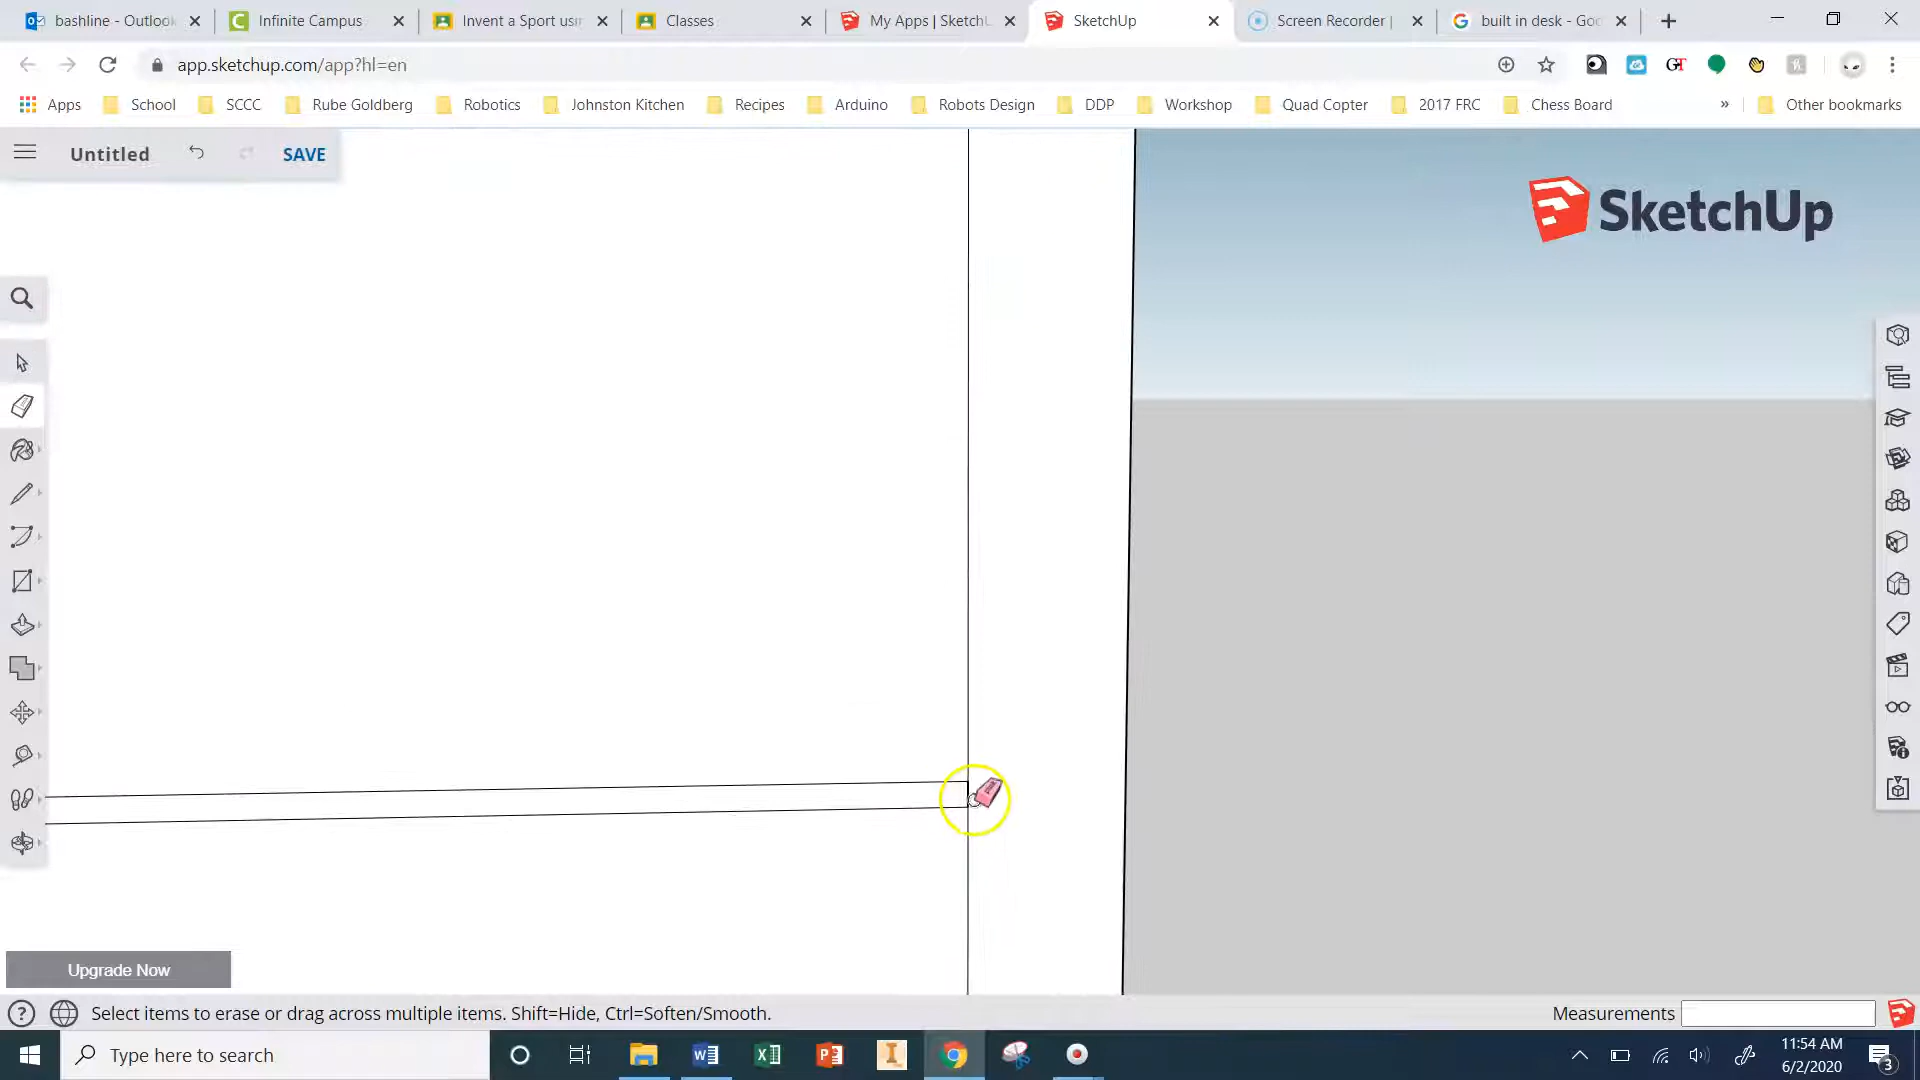 bashline - Outlook
Infinite Campus
Invent a Sport usin
Classes
My Apps | SketchU
SketchUp
Screen Recorder |
built in desk - Goo
app.sketchup.com/app?hl=en
Apps
School
SCCC
Rube Goldberg
Robotics
Johnston Kitchen
Recipes
Arduino
Robots Design
DDP
Workshop
Quad Copter
2017 FRC
Chess Board
»
Other bookmarks
Untitled
SAVE
SketchUp
Upgrade Now
Select items to erase or drag across multiple items. Shift=Hide, Ctrl=Soften/Smooth.
Measurements
Type here to search
11:54 AM
6/2/2020
3